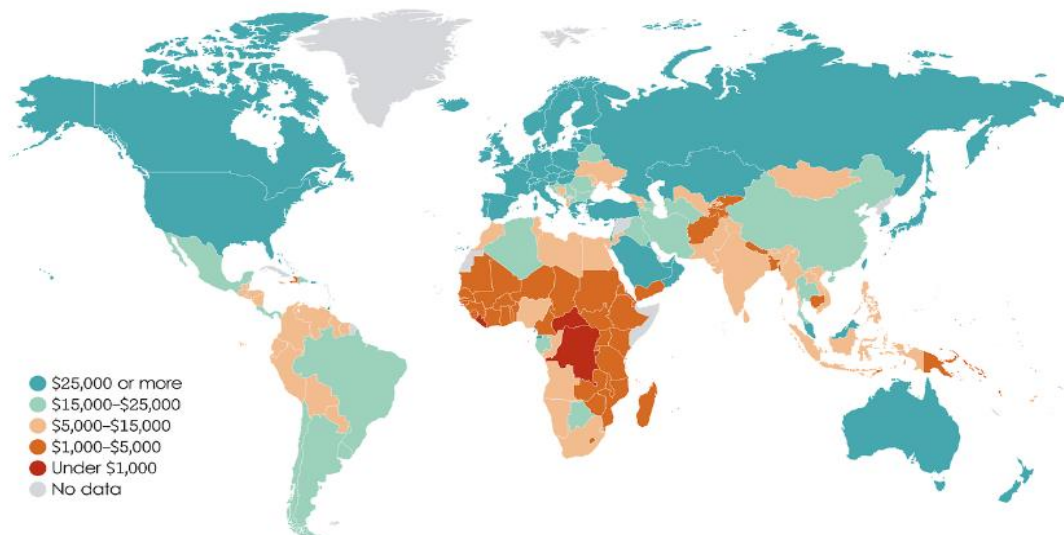 $25,000 or more
$15,000–$25,000
$5,000–$15,000
$1,000–$5,000
Under $1,000
No data